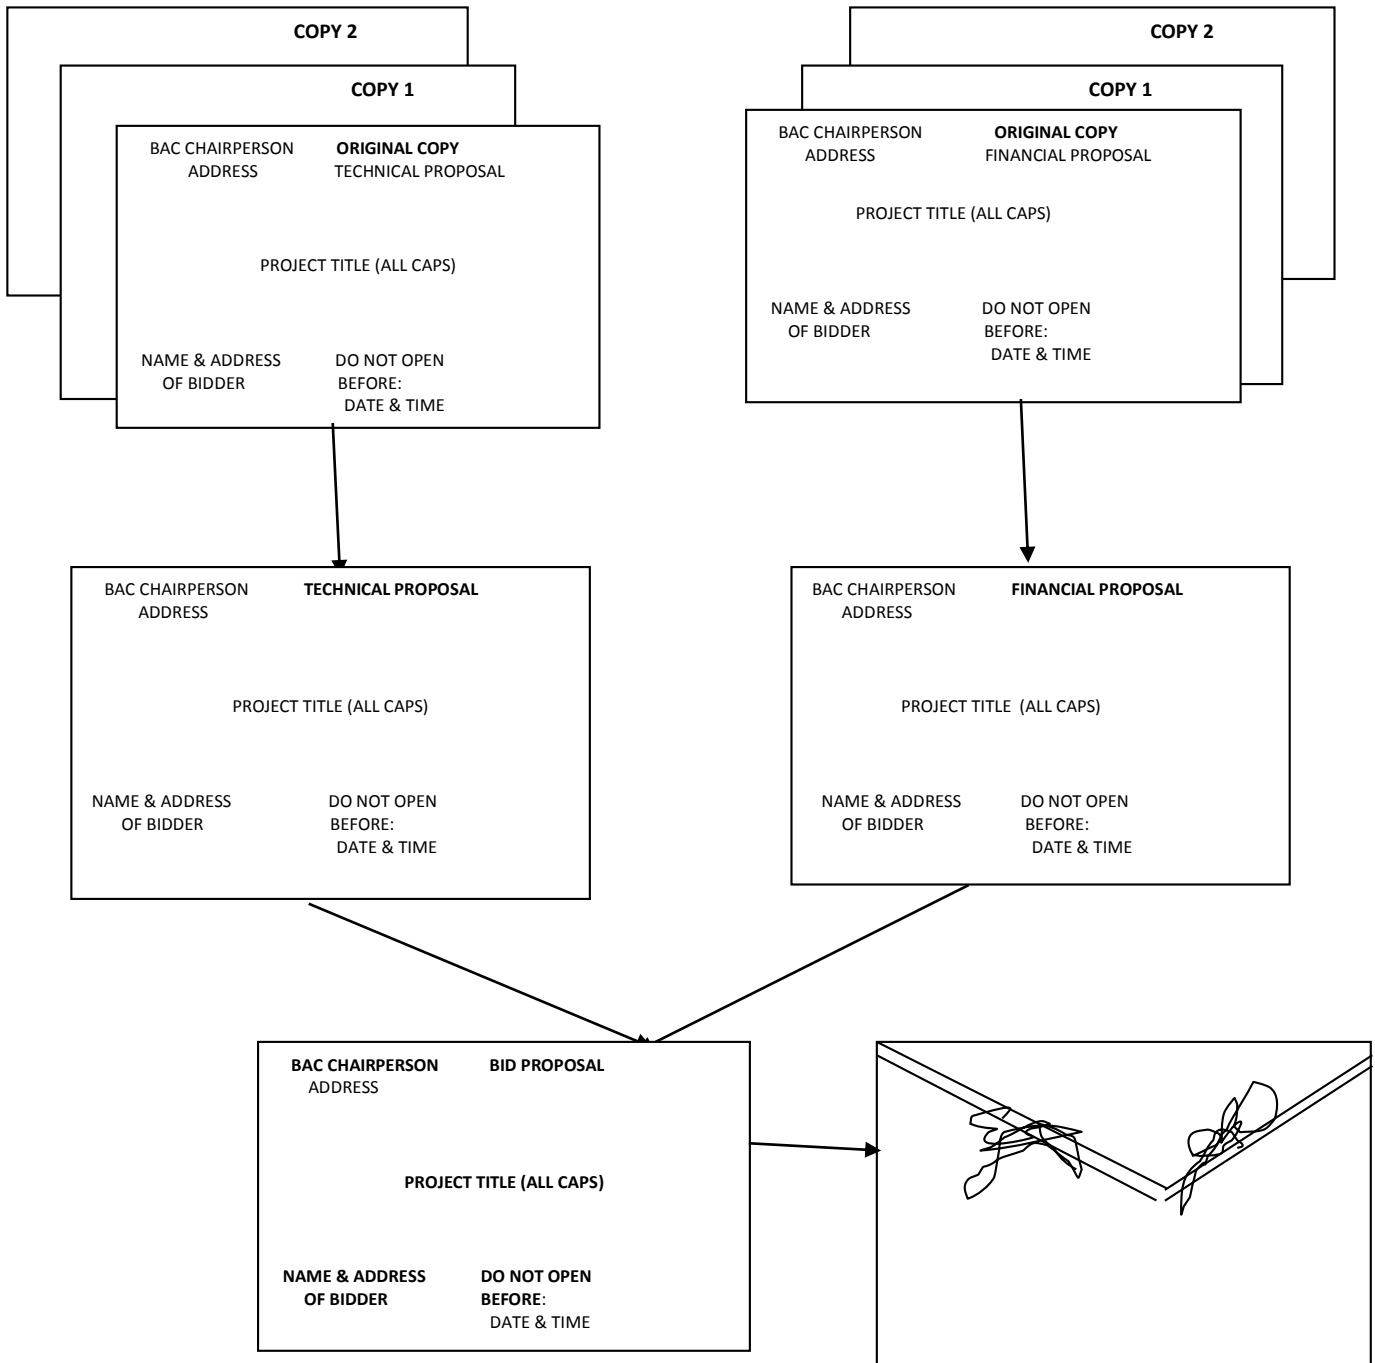 COPY 2
COPY 1
BAC CHAIRPERSON ORIGINAL COPY
ADDRESS TECHNICAL PROPOSAL
PROJECT TITLE (ALL CAPS)
NAME & ADDRESS DO NOT OPEN
OF BIDDER BEFORE:
DATE & TIME
COPY 2
COPY 1
BAC CHAIRPERSON ORIGINAL COPY
ADDRESS FINANCIAL PROPOSAL
PROJECT TITLE (ALL CAPS)
NAME & ADDRESS DO NOT OPEN
OF BIDDER BEFORE:
DATE & TIME
BAC CHAIRPERSON TECHNICAL PROPOSAL
ADDRESS
PROJECT TITLE (ALL CAPS)
NAME & ADDRESS DO NOT OPEN
OF BIDDER BEFORE:
DATE & TIME
BAC CHAIRPERSON FINANCIAL PROPOSAL
ADDRESS
PROJECT TITLE (ALL CAPS)
NAME & ADDRESS DO NOT OPEN
OF BIDDER BEFORE:
DATE & TIME
BAC CHAIRPERSON BID PROPOSAL
ADDRESS
PROJECT TITLE (ALL CAPS)
NAME & ADDRESS DO NOT OPEN
OF BIDDER BEFORE:
DATE & TIME